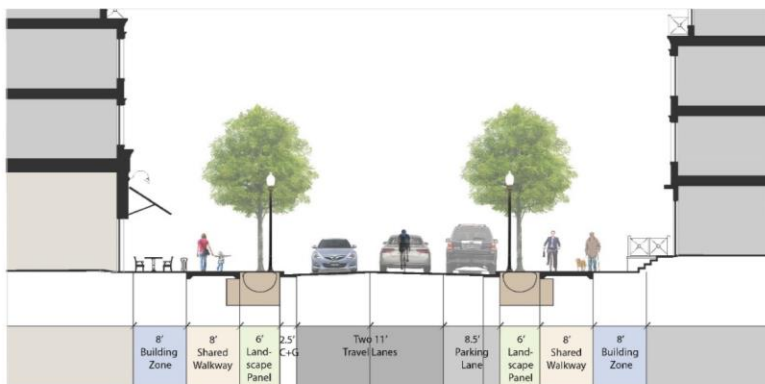 8'
Building
Zone
8'
Shared
Walkway
6'
Land-
scape
Panel
2.5'
C+G
Two 11'
Travel Lanes
8.5'
Parking
Lane
6'
Land-
scape
Panel
8'
Shared
Walkway
8'
Building
Zone